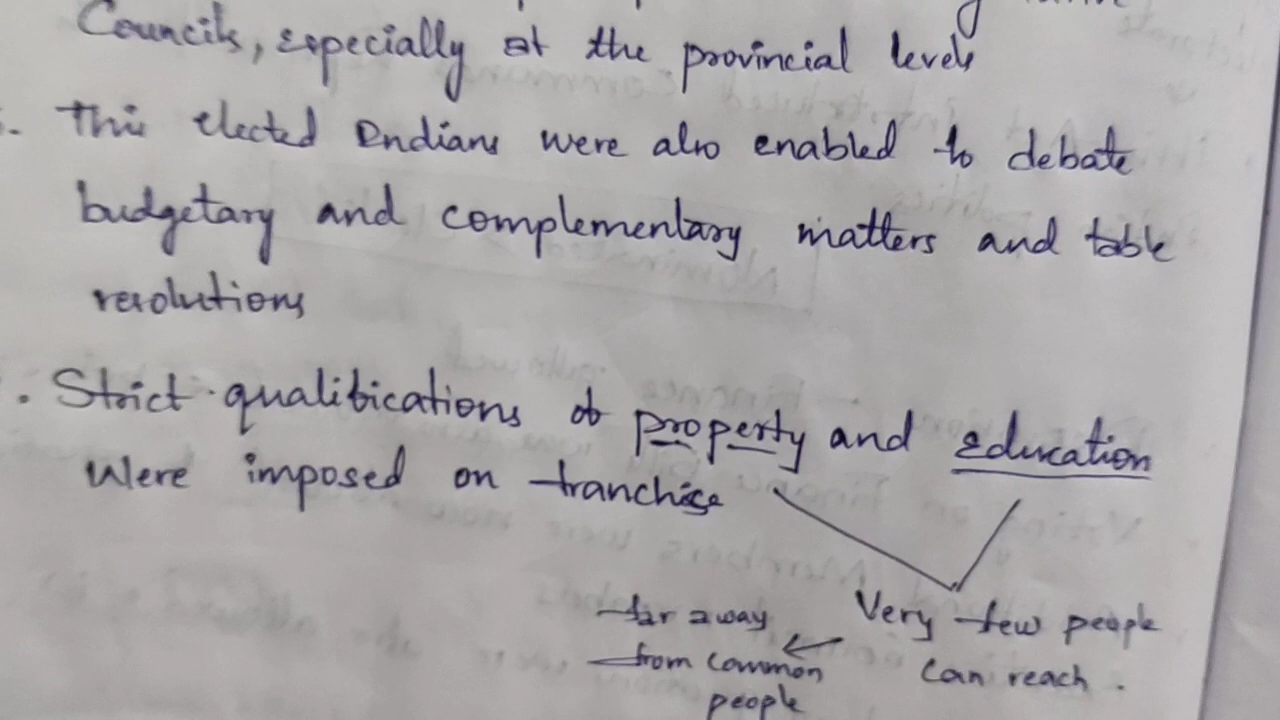 Councils, especially at the provincial levels
This elected Indians were also enabled to debate
budgetary and complementary matters and table
resolutions
. Strict qualifications of property and education
Were imposed on franchise
Very few people
can reach .
far away
from common
people